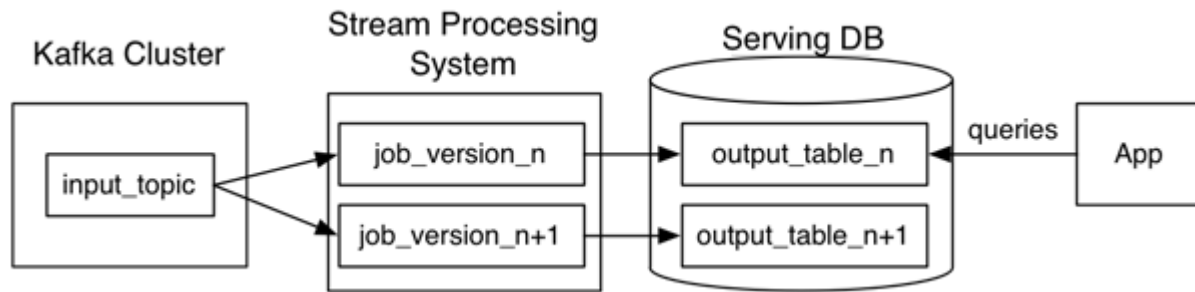 Kafka Cluster
Stream Processing
System
Serving DB
input_topic
job_version_n
job_version_n+1
output_table_n
output_table_n+1
queries
App